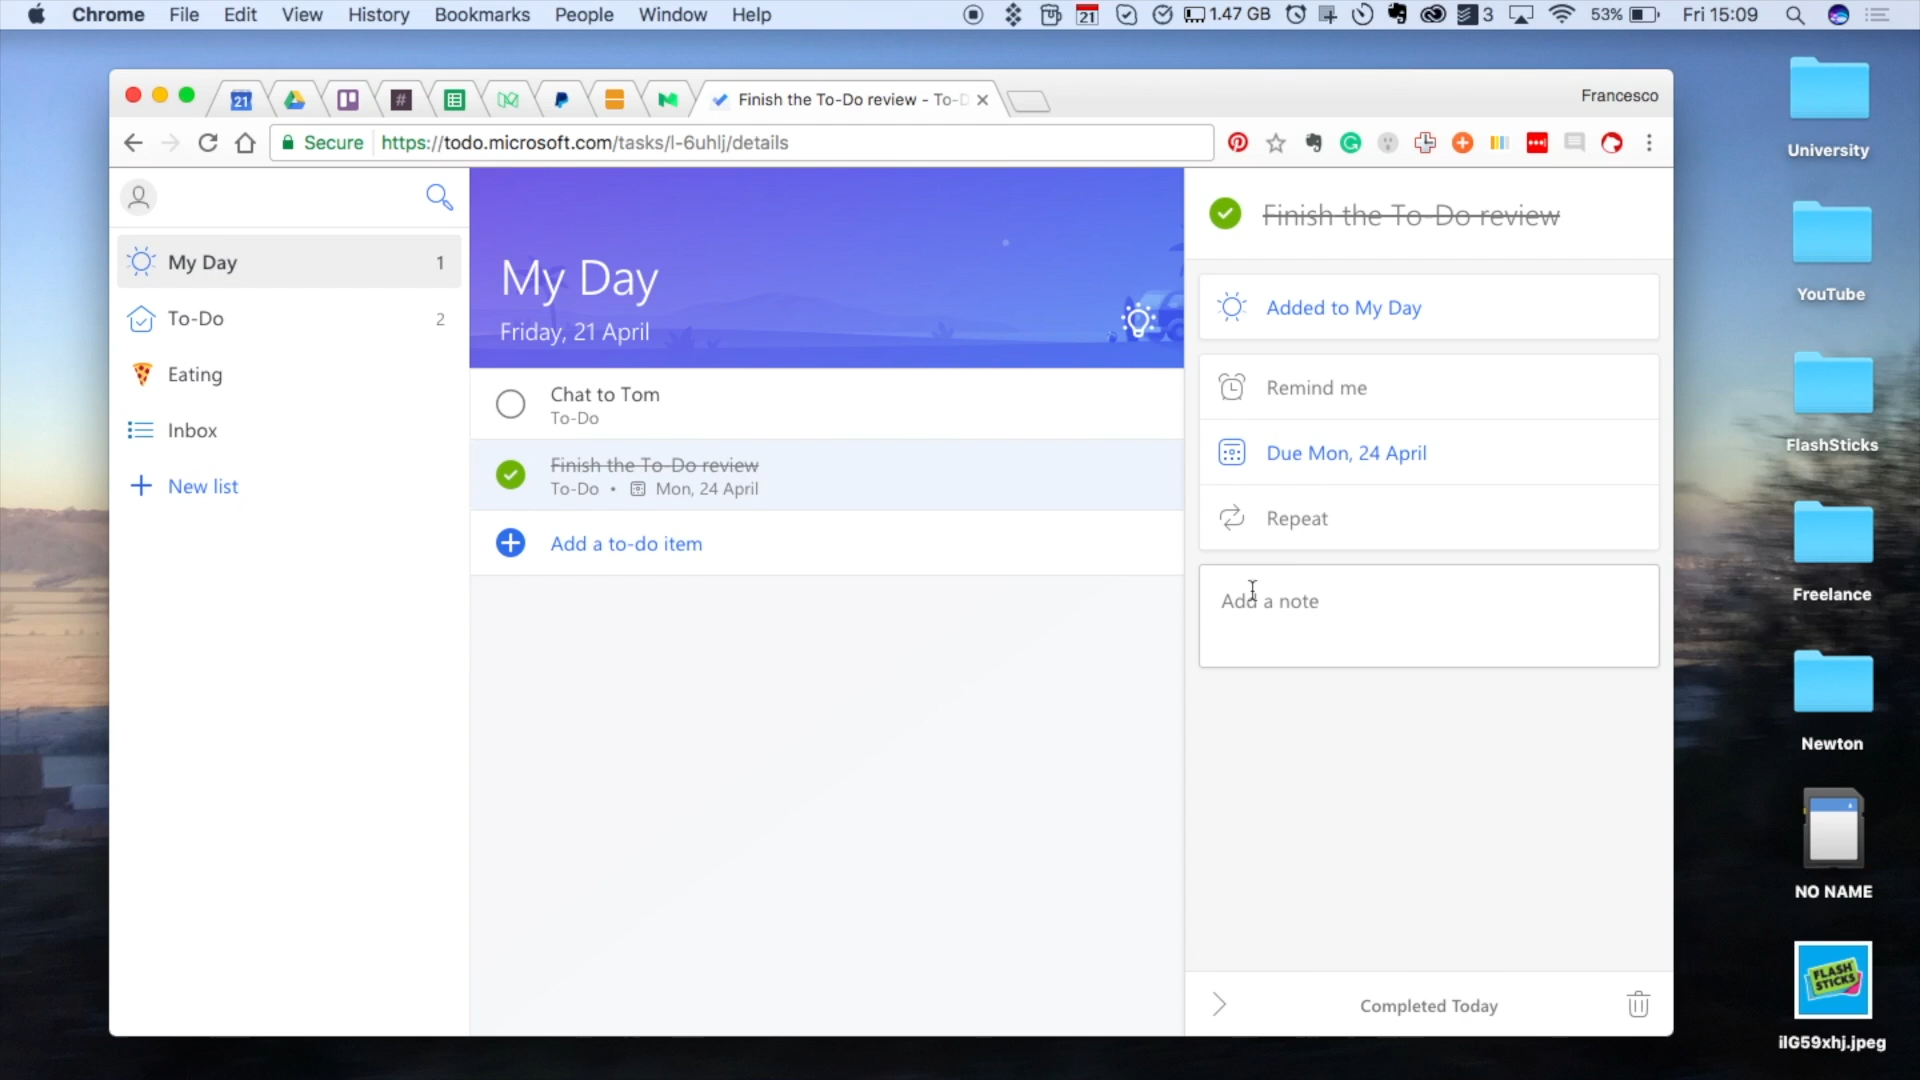 Chrome File Edit View History Bookmarks People Window Help
21
1.47 GB
3
53%
Fri 15:09
21
#
Finish the To-Do review - To-D
Francesco
Secure
https://todo.microsoft.com/tasks/l-6uhlj/details
My Day 1
To-Do 2
Eating
Inbox
New list
My Day
Friday, 21 April
Chat to Tom
To-Do
Finish the To-Do review
To-Do • Mon, 24 April
Add a to-do item
Finish the To-Do review
Added to My Day
Remind me
Due Mon, 24 April
Repeat
Add a note
Completed Today
University
YouTube
FlashSticks
Freelance
Newton
NO NAME
FLASH
STICKS
ilG59xhj.jpeg